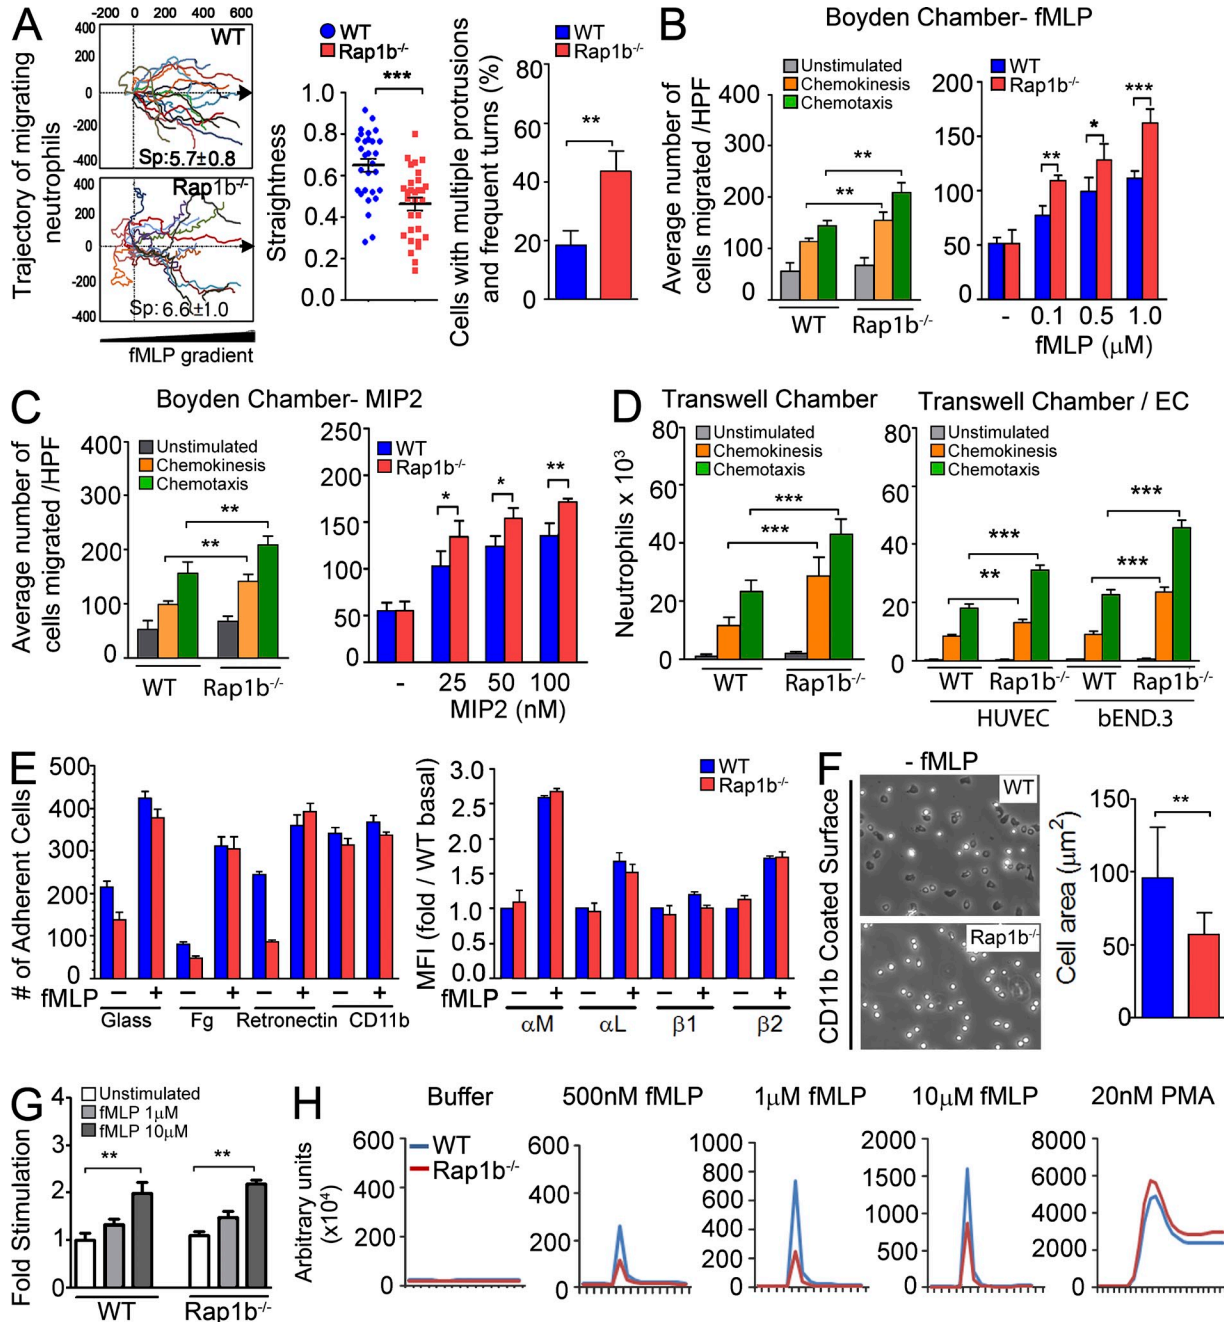 A
-200 0 200 400 600
400
200
0
200
-400
WT
Sp:5.7±0.8
400
200
0
200
400
Rap1b-/-
Sp: 6.6±1.0
fMLP gradient
Trajectory of migrating
neutrophils
WT
Rap1b-/-
***
Straightness
1.0
0.8
0.6
0.4
0.2
0.0
WT
Rap1b-/-
**
Cells with multiple protrusions
and frequent turns (%)
80
60
40
20
0
B
Boyden Chamber- fMLP
Average number of
cells migrated /HPF
Unstimulated
Chemokinesis
Chemotaxis
400
300
200
100
0
**
**
WT
Rap1b-/-
WT
Rap1b-/-
200
150
100
50
0
**
*
***
- 0.1 0.5 1.0
fMLP (μM)
C
Boyden Chamber- MIP2
Average number of
cells migrated /HPF
Unstimulated
Chemokinesis
Chemotaxis
400
300
200
100
0
**
**
WT
Rap1b-/-
WT
Rap1b-/-
250
200
150
100
50
0
*
*
**
- 25 50 100
MIP2 (nM)
D
Transwell Chamber
Neutrophils x 10³
Unstimulated
Chemokinesis
Chemotaxis
80
60
40
20
0
***
***
WT
Rap1b-/-
Transwell Chamber / EC
Unstimulated
Chemokinesis
Chemotaxis
80
60
40
20
0
***
**
***
***
WT Rap1b-/- WT Rap1b-/-
HUVEC bEND.3
E
# of Adherent Cells
500
400
300
200
100
0
fMLP − + − + − + − +
Glass Fg Retronectin CD11b
MFI (fold / WT basal)
WT
Rap1b-/-
3.0
2.5
2.0
1.5
1.0
0.5
0.0
fMLP − + − + − + − +
αM αL β1 β2
F
- fMLP
CD11b Coated Surface
WT
Rap1b-/-
Cell area (μm²)
150
100
50
0
**
G
Unstimulated
fMLP 1μM
fMLP 10μM
Fold Stimulation
4
2
1
0
**
**
WT
Rap1b-/-
H
Arbitrary units
(x10⁴)
Buffer
WT
Rap1b-/-
600
400
200
0
500nM fMLP
600
400
200
0
1μM fMLP
1000
800
600
400
200
0
10μM fMLP
2000
1500
1000
500
0
20nM PMA
8000
6000
4000
2000
0